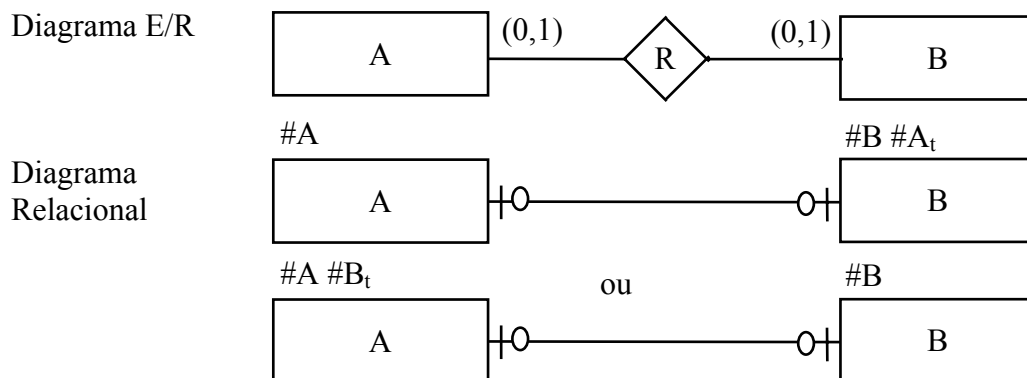 Diagrama E/R
A (0,1) R (0,1) B
#A #B #Aₜ
Diagrama
Relacional
A B
#A #Bₜ ou #B
A B